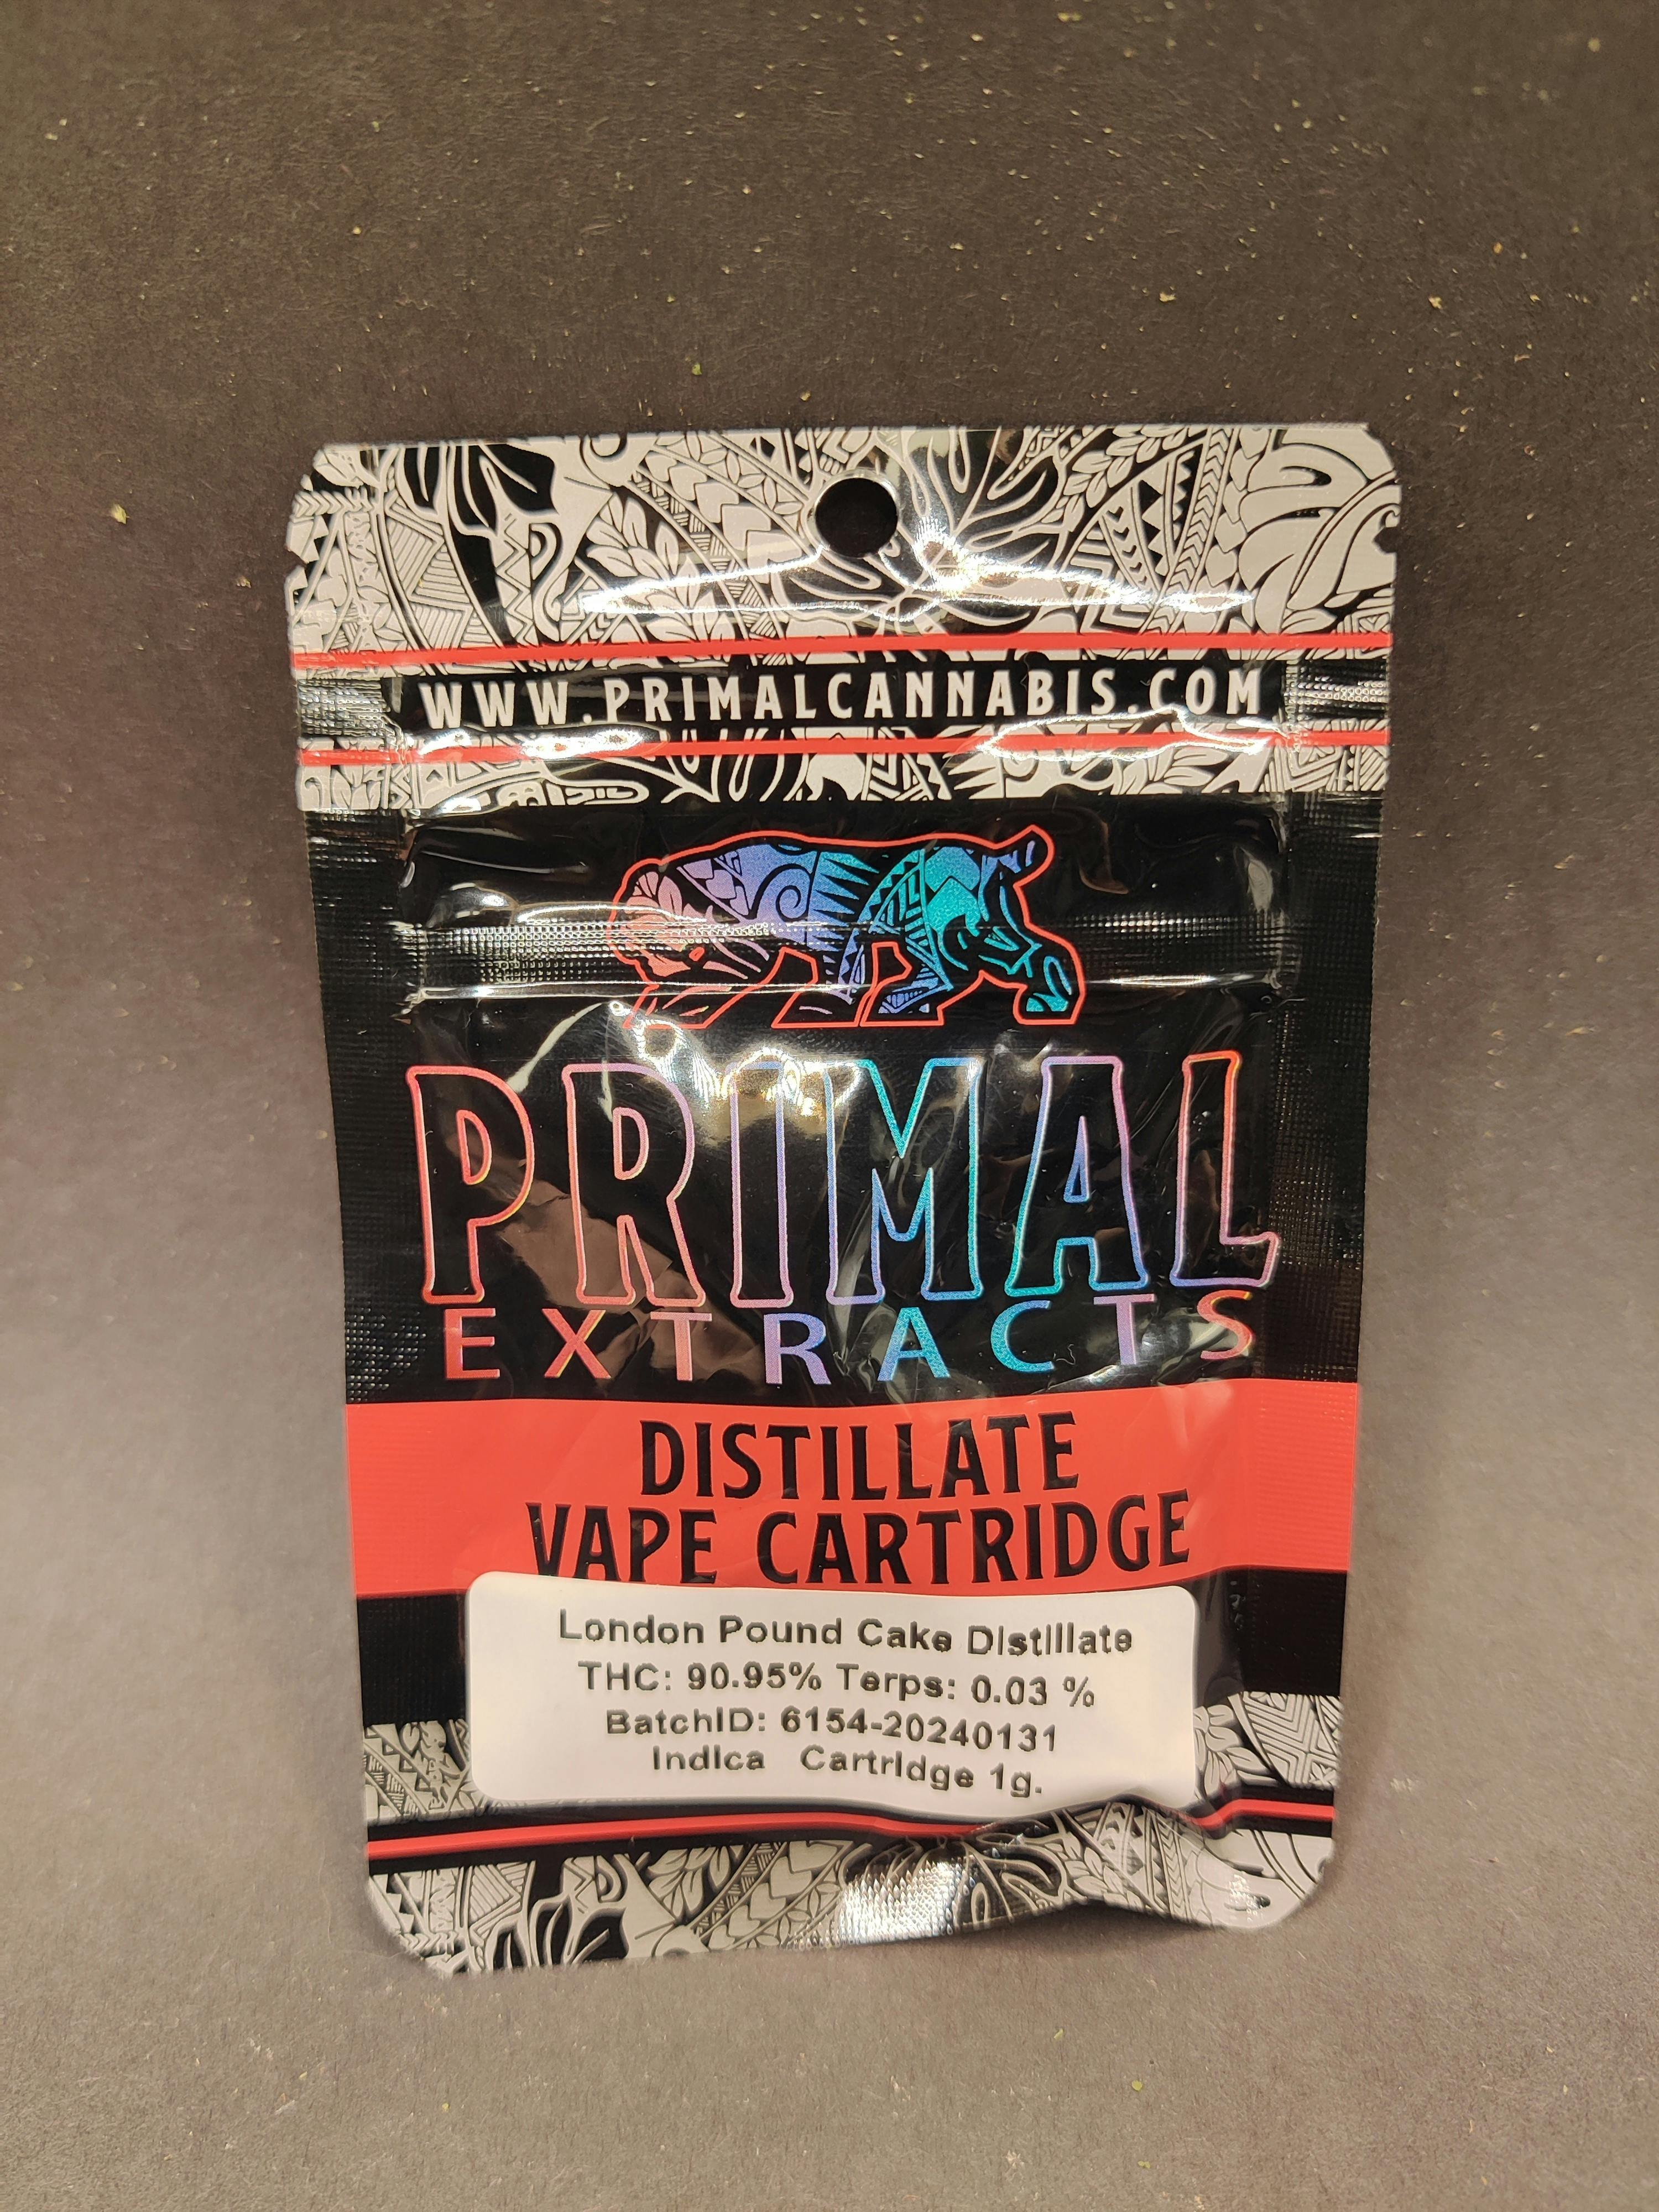 WWW.PRIMALCANNABIS.COM
PRIMAL
EXTRACTS
DISTILLATE
VAPE CARTRIDGE
London Pound Cake Distillate
THC: 90.95% Terps: 0.03 %
BatchID: 6154-20240131
Indica Cartridge 1g.